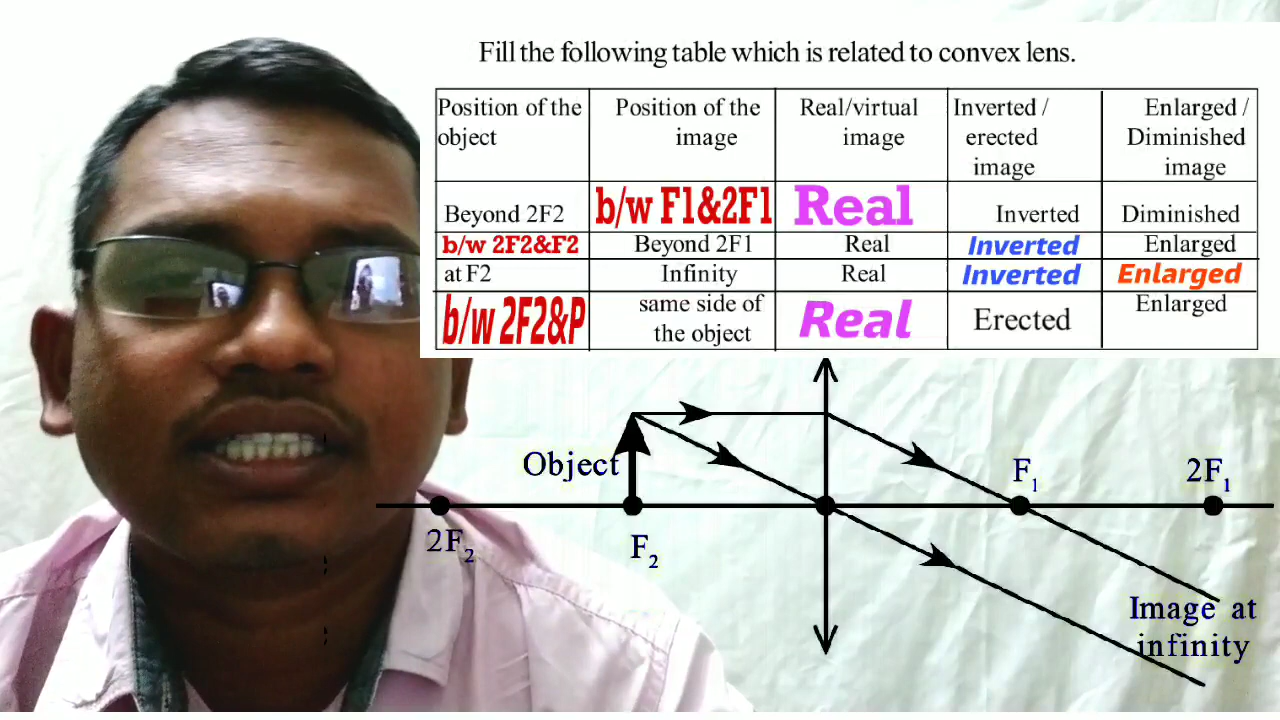 Fill the following table which is related to convex lens.
Position of the object Position of the image Real/virtual image Inverted / erected image Enlarged / Diminished image
Beyond 2F2 b/w F1&2F1 Real Inverted Diminished
b/w 2F2&F2 Beyond 2F1 Real Inverted Enlarged
at F2 Infinity Real Inverted Enlarged
b/w 2F2&P same side of the object Real Erected Enlarged
Object
F₁
2F₁
2F₂
F₂
Image at
infinity